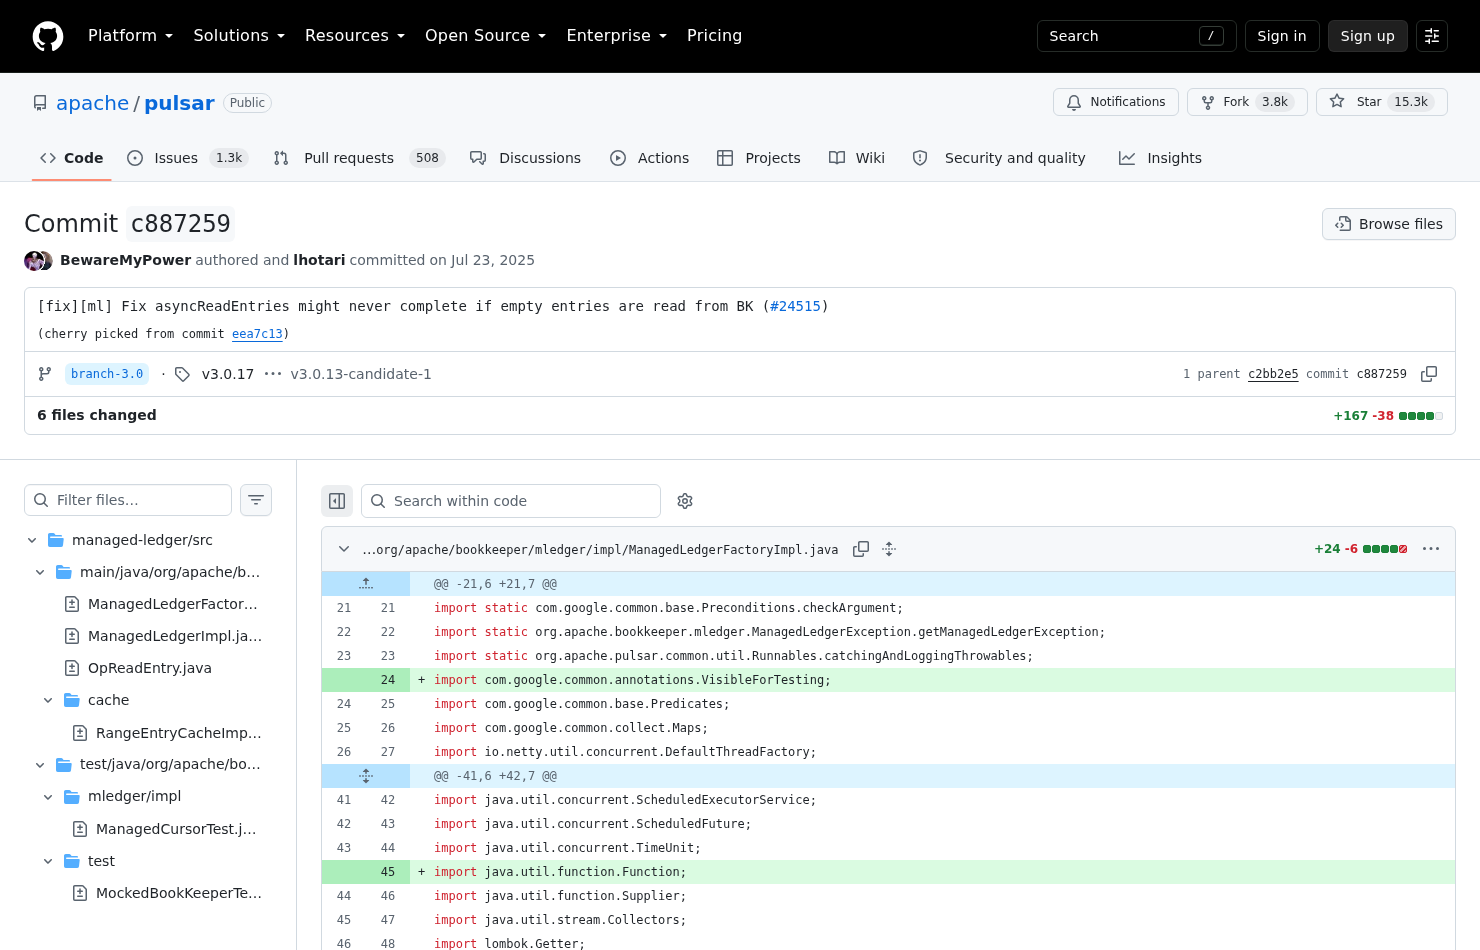 Platform Solutions Resources Open Source Enterprise Pricing Search / Sign in Sign up
apache / pulsar Public Notifications Fork 3.8k Star 15.3k
Code Issues 1.3k Pull requests 508 Discussions Actions Projects Wiki Security and quality Insights
Commit c887259 Browse files
BewareMyPower authored and lhotari committed on Jul 23, 2025
[fix][ml] Fix asyncReadEntries might never complete if empty entries are read from BK (#24515)
(cherry picked from commit eea7c13)
branch-3.0 · v3.0.17 ··· v3.0.13-candidate-1 1 parent c2bb2e5 commit c887259
6 files changed +167 -38
Filter files…
managed-ledger/src
main/java/org/apache/b…
ManagedLedgerFactor…
ManagedLedgerImpl.ja…
OpReadEntry.java
cache
RangeEntryCacheImp…
test/java/org/apache/bo…
mledger/impl
ManagedCursorTest.j…
test
MockedBookKeeperTe…
Search within code
…org/apache/bookkeeper/mledger/impl/ManagedLedgerFactoryImpl.java +24 -6
@@ -21,6 +21,7 @@
21 21 import static com.google.common.base.Preconditions.checkArgument;
22 22 import static org.apache.bookkeeper.mledger.ManagedLedgerException.getManagedLedgerException;
23 23 import static org.apache.pulsar.common.util.Runnables.catchingAndLoggingThrowables;
24 + import com.google.common.annotations.VisibleForTesting;
24 25 import com.google.common.base.Predicates;
25 26 import com.google.common.collect.Maps;
26 27 import io.netty.util.concurrent.DefaultThreadFactory;
@@ -41,6 +42,7 @@
41 42 import java.util.concurrent.ScheduledExecutorService;
42 43 import java.util.concurrent.ScheduledFuture;
43 44 import java.util.concurrent.TimeUnit;
45 + import java.util.function.Function;
44 46 import java.util.function.Supplier;
45 47 import java.util.stream.Collectors;
46 48 import lombok.Getter;